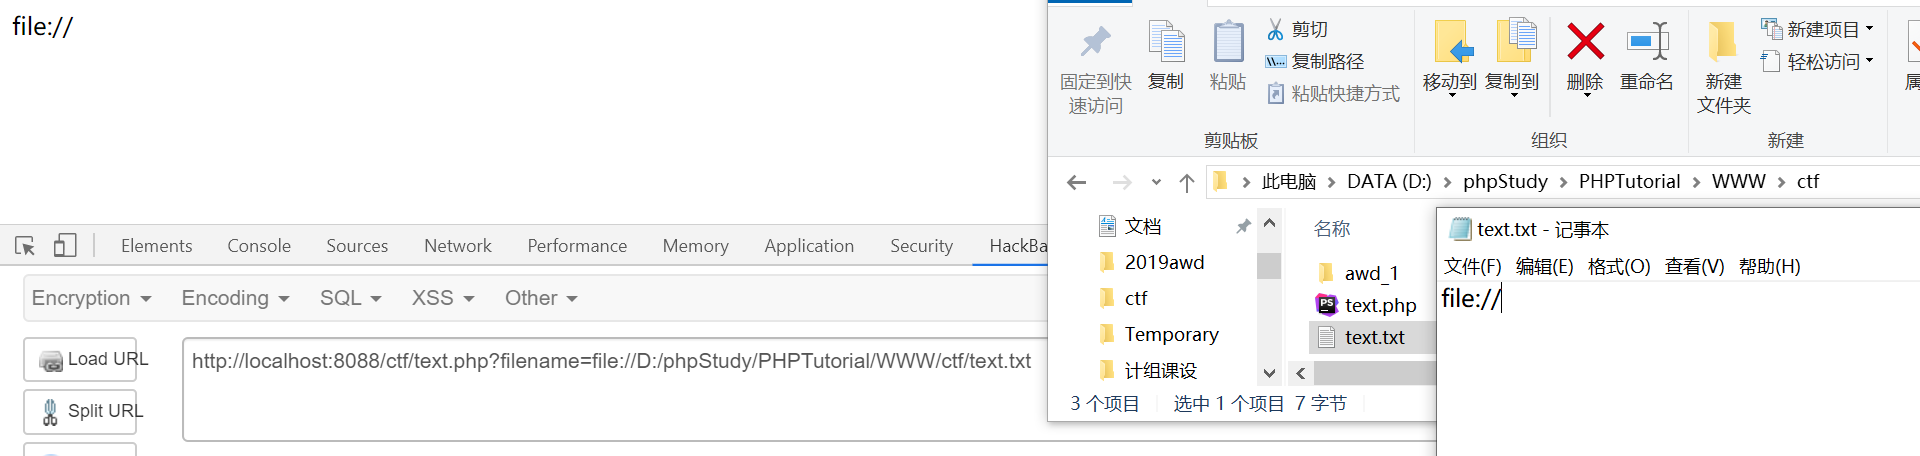 file://
Elements Console Sources Network Performance Memory Application Security HackBa
Encryption Encoding SQL XSS Other
Load URL
http://localhost:8088/ctf/text.php?filename=file://D:/phpStudy/PHPTutorial/WWW/ctf/text.txt
Split URL
固定到快速访问
复制
粘贴
剪切
复制路径
粘贴快捷方式
剪贴板
移动到
复制到
删除
重命名
组织
新建文件夹
新建项目
轻松访问
新建
属
此电脑 DATA (D:) phpStudy PHPTutorial WWW ctf
文档
2019awd
ctf
Temporary
计组课设
名称
awd_1
text.php
text.txt
3 个项目 选中 1 个项目 7 字节
text.txt - 记事本
文件(F) 编辑(E) 格式(O) 查看(V) 帮助(H)
file://